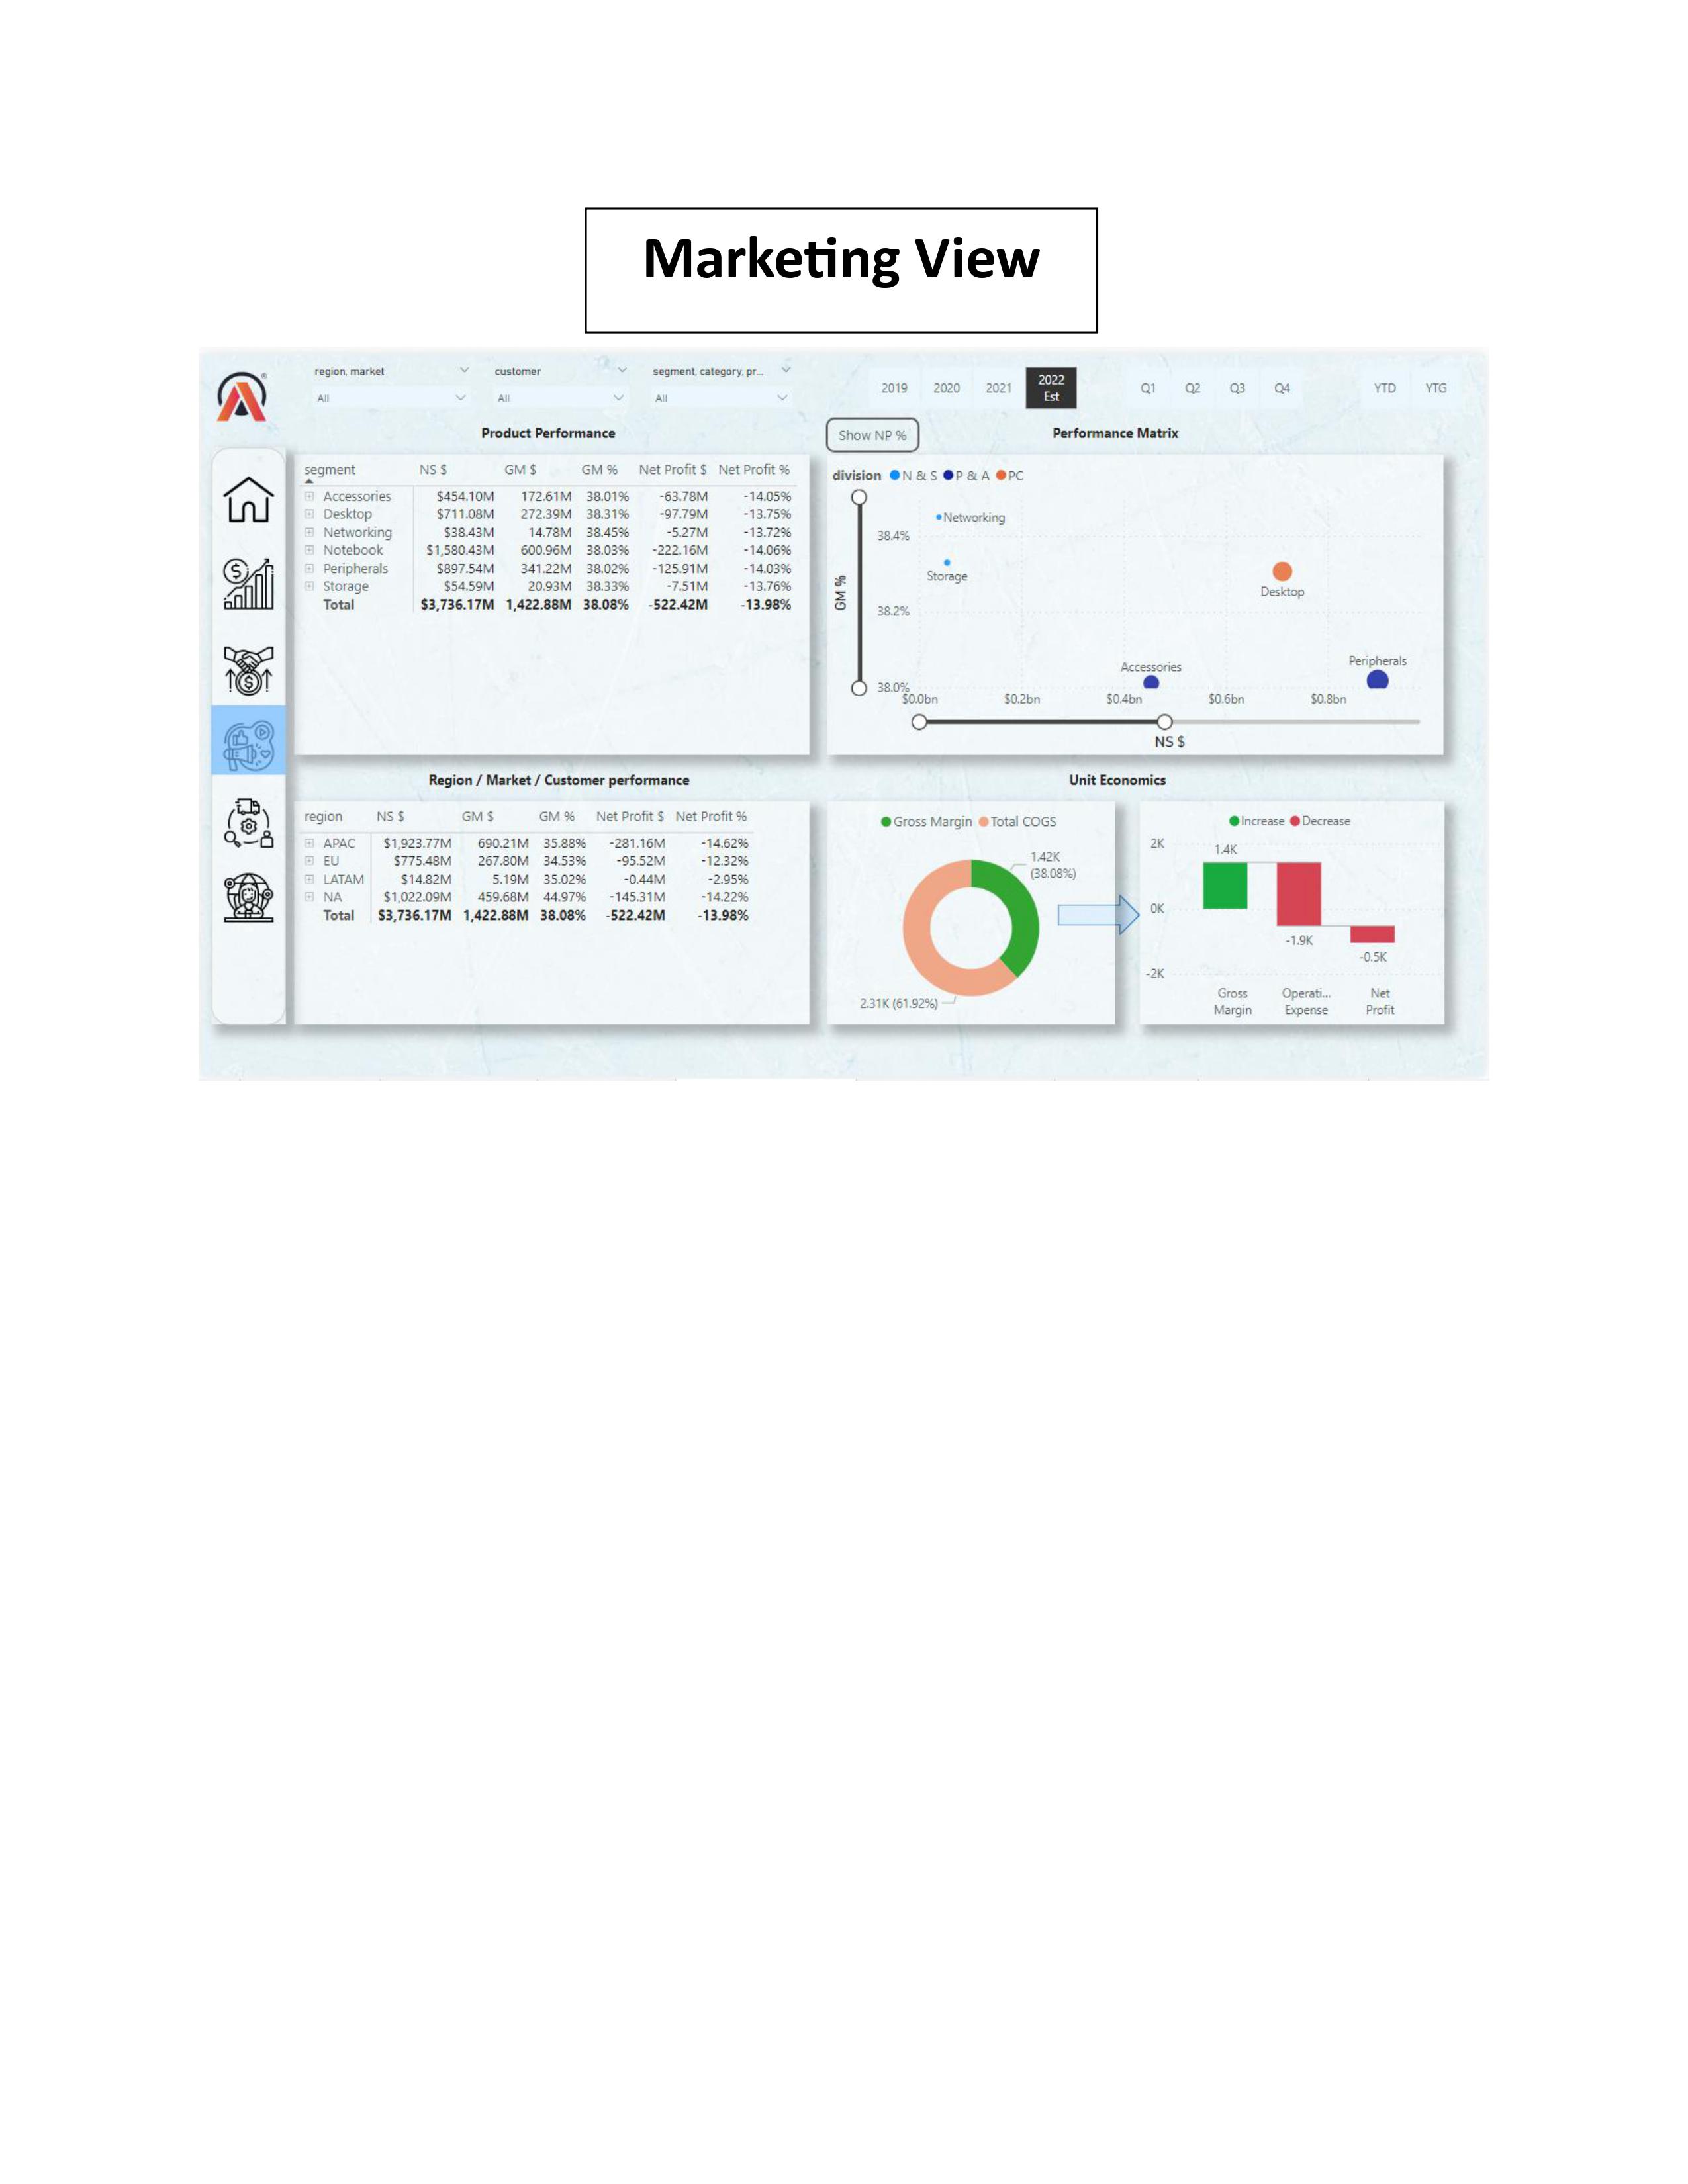 Marketing View
region, market
customer
segment, category, pr...
All
All
All
2019 2020 2021 2022 Est Q1 Q2 Q3 Q4 YTD YTG
Product Performance
segment NS $ GM $ GM % Net Profit $ Net Profit %
Accessories $454.10M 172.61M 38.01% -63.78M -14.05%
Desktop $711.08M 272.39M 38.31% -97.79M -13.75%
Networking $38.43M 14.78M 38.45% -5.27M -13.72%
Notebook $1,580.43M 600.96M 38.03% -222.16M -14.06%
Peripherals $897.54M 341.22M 38.02% -125.91M -14.03%
Storage $54.59M 20.93M 38.33% -7.51M -13.76%
Total $3,736.17M 1,422.88M 38.08% -522.42M -13.98%
Show NP %
Performance Matrix
division N & S P & A PC
Networking
38.4%
Storage
Desktop
GM %
38.2%
Accessories
Peripherals
38.0%
$0.0bn $0.2bn $0.4bn $0.6bn $0.8bn
NS $
Region / Market / Customer performance
region NS $ GM $ GM % Net Profit $ Net Profit %
APAC $1,923.77M 690.21M 35.88% -281.16M -14.62%
EU $775.48M 267.80M 34.53% -95.52M -12.32%
LATAM $14.82M 5.19M 35.02% -0.44M -2.95%
NA $1,022.09M 459.68M 44.97% -145.31M -14.22%
Total $3,736.17M 1,422.88M 38.08% -522.42M -13.98%
Unit Economics
Gross Margin Total COGS
1.42K
(38.08%)
2.31K (61.92%)
Increase Decrease
2K
1.4K
0K
-1.9K
-0.5K
-2K
Gross Operati... Net
Margin Expense Profit